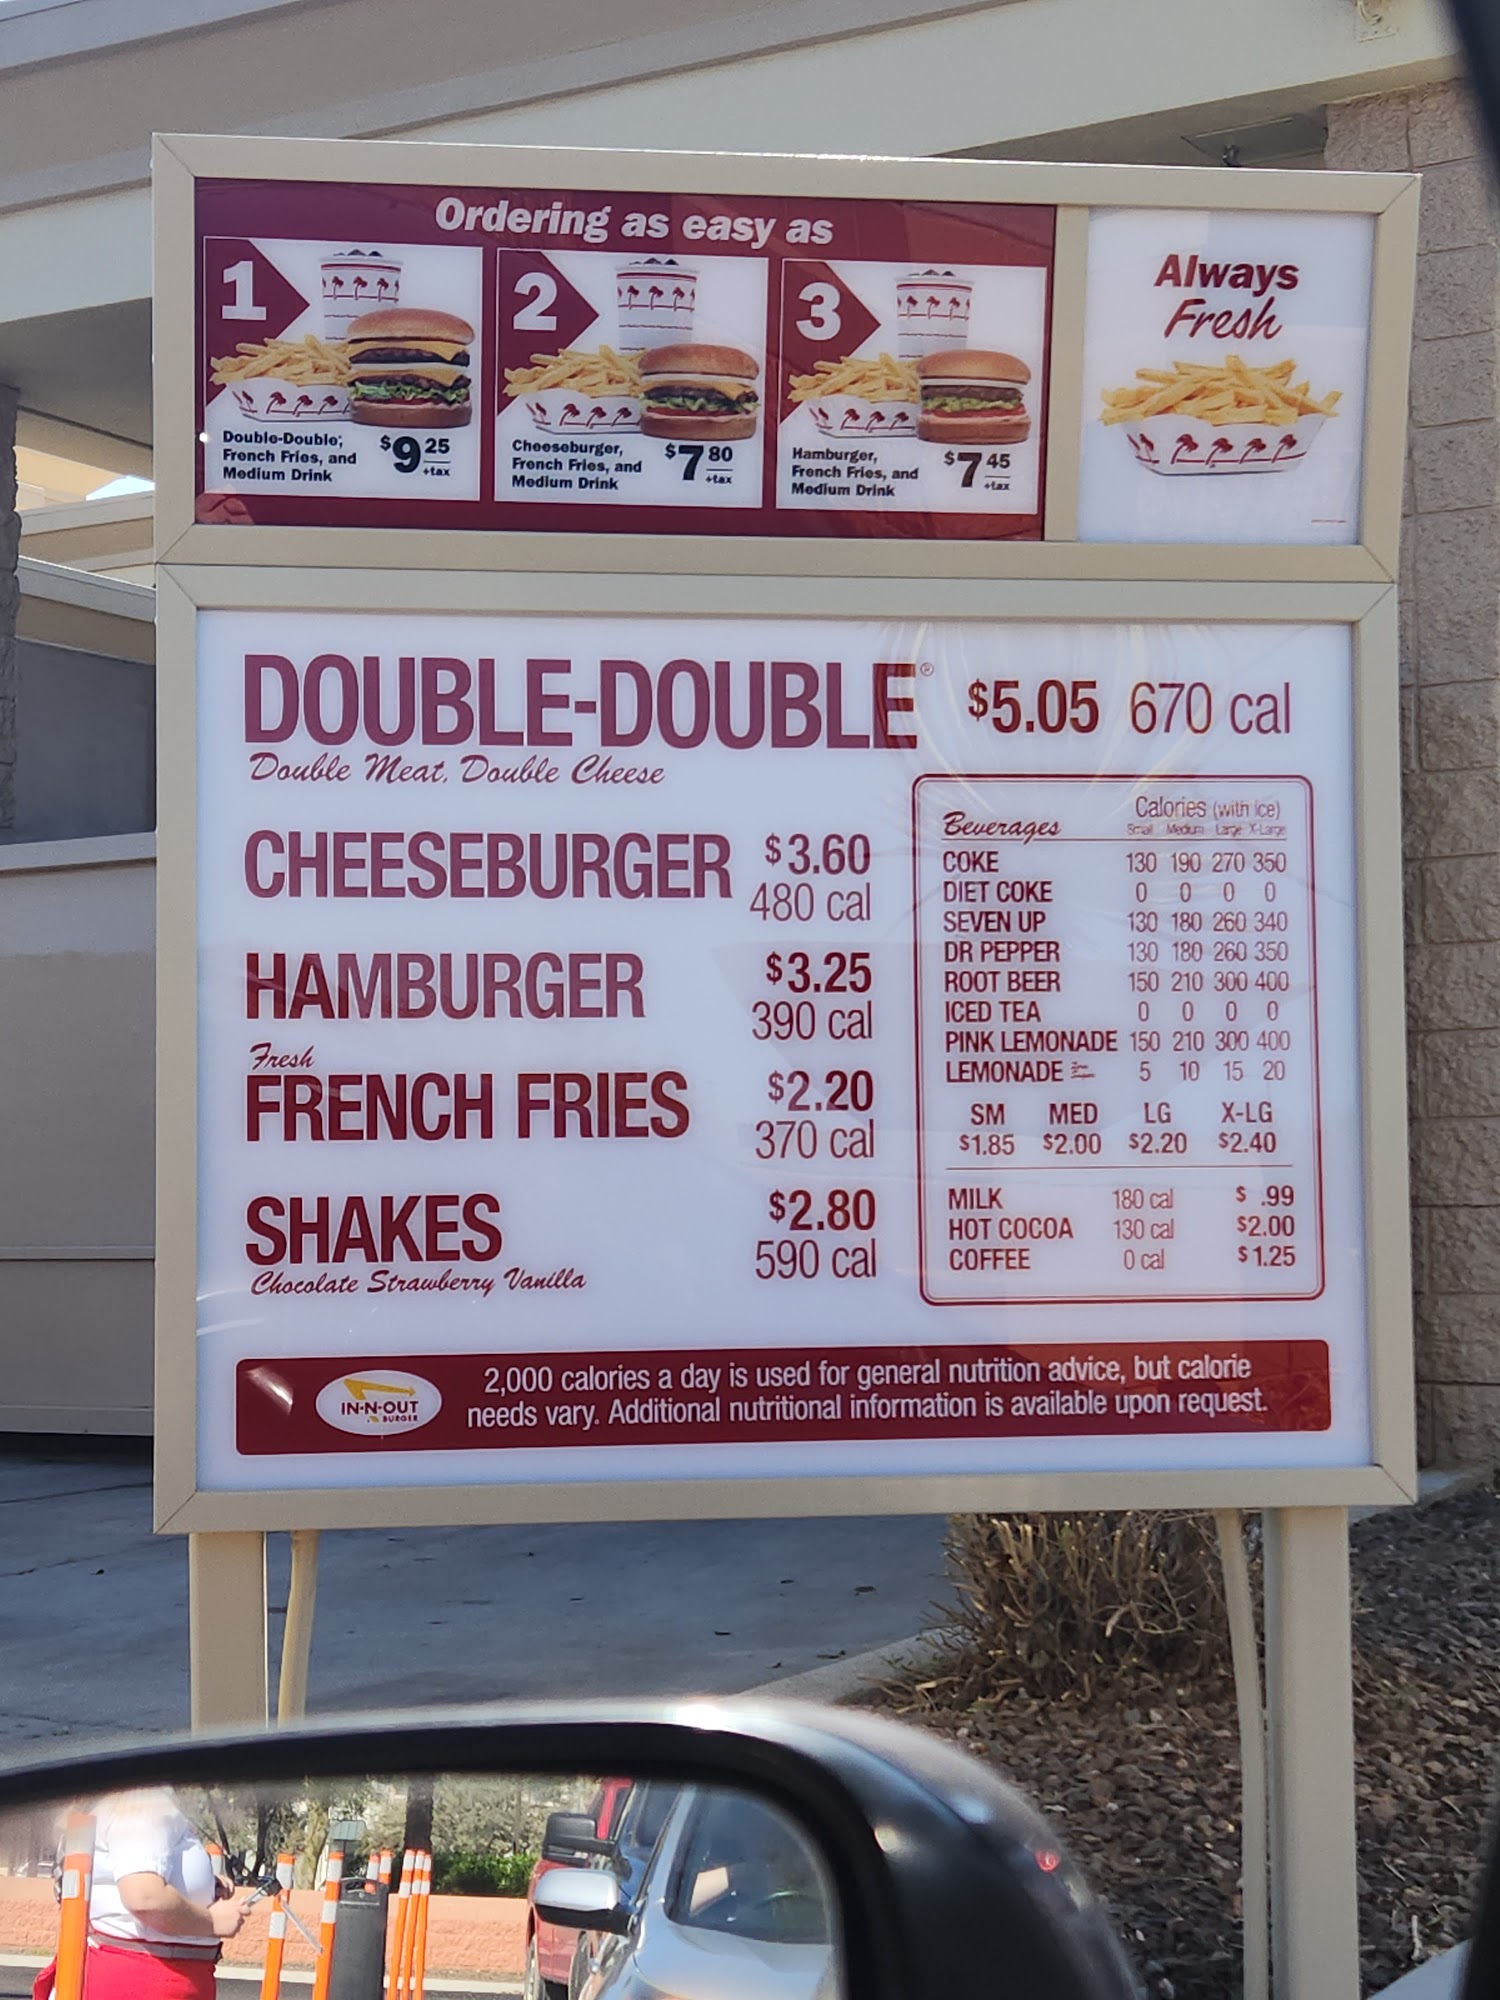 Ordering as easy as
1
Double-Double,
French Fries, and
Medium Drink
$9 25
+tax
2
Cheeseburger,
French Fries, and
Medium Drink
$7 80
+tax
3
Hamburger,
French Fries, and
Medium Drink
$7 45
+tax
Always
Fresh
DOUBLE-DOUBLE® $5.05 670 cal
Double Meat, Double Cheese
CHEESEBURGER $3.60
480 cal
HAMBURGER $3.25
390 cal
Fresh
FRENCH FRIES $2.20
370 cal
SHAKES $2.80
590 cal
Chocolate Strawberry Vanilla
Beverages Calories (with ice)
Small Medium Large X-Large
COKE 130 190 270 350
DIET COKE 0 0 0 0
SEVEN UP 130 180 260 340
DR PEPPER 130 180 260 350
ROOT BEER 150 210 300 400
ICED TEA 0 0 0 0
PINK LEMONADE 150 210 300 400
LEMONADE 5 10 15 20
SM MED LG X-LG
$1.85 $2.00 $2.20 $2.40
MILK 180 cal $ .99
HOT COCOA 130 cal $2.00
COFFEE 0 cal $1.25
IN-N-OUT
BURGER
2,000 calories a day is used for general nutrition advice, but calorie
needs vary. Additional nutritional information is available upon request.